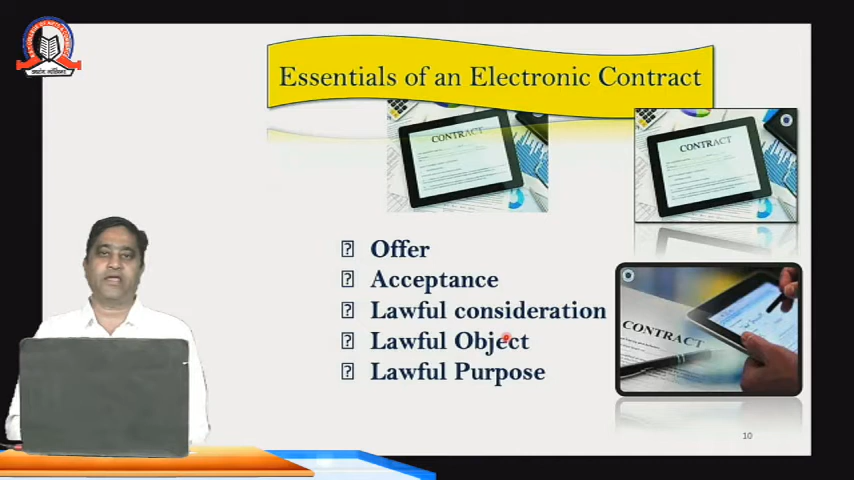 Essentials of an Electronic Contract
CONTRACT
CONTRACT
Offer
Acceptance
Lawful consideration
Lawful Object
Lawful Purpose
CONTRACT
10